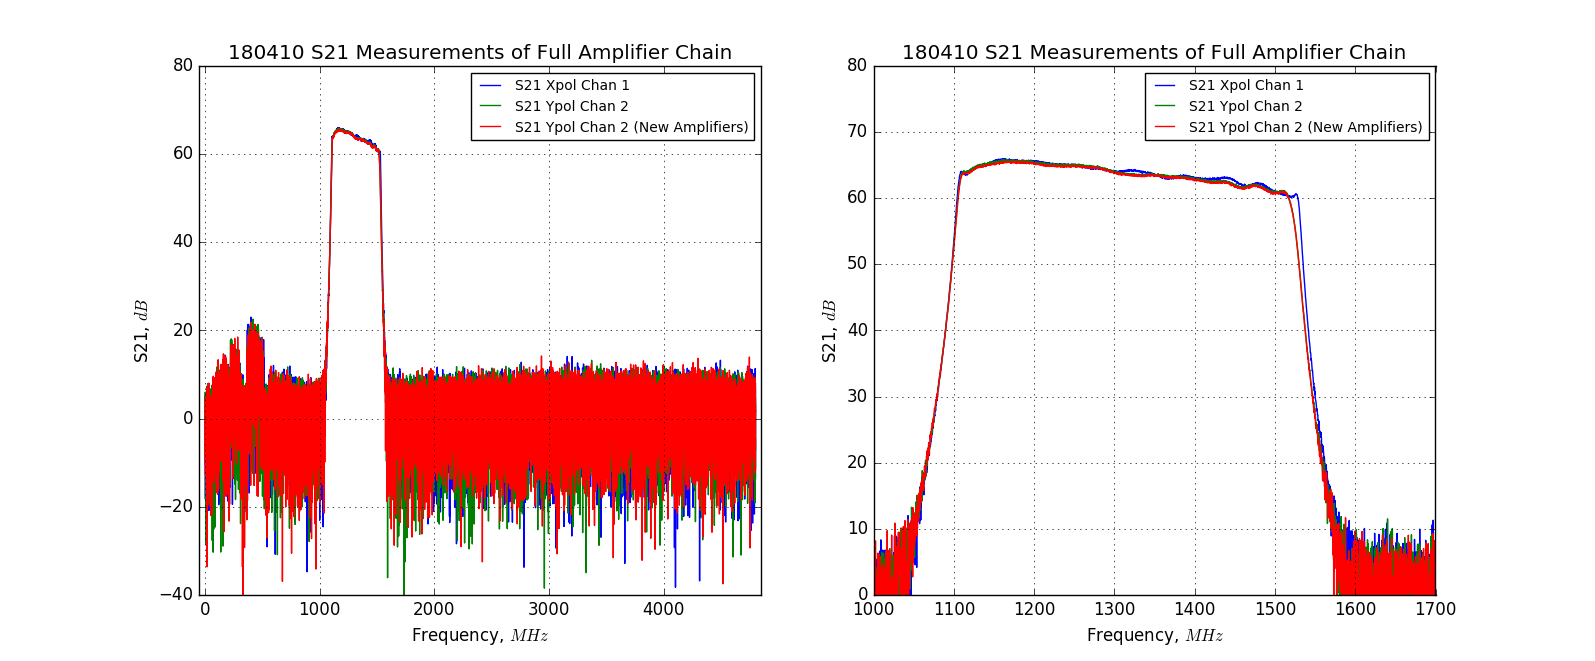 180410 S21 Measurements of Full Amplifier Chain
S21 Xpol Chan 1
S21 Ypol Chan 2
S21 Ypol Chan 2 (New Amplifiers)
80
60
40
20
0
−20
−40
S21, dB
0 1000 2000 3000 4000
Frequency, MHz
180410 S21 Measurements of Full Amplifier Chain
S21 Xpol Chan 1
S21 Ypol Chan 2
S21 Ypol Chan 2 (New Amplifiers)
80
70
60
50
40
30
20
10
0
S21, dB
1000 1100 1200 1300 1400 1500 1600 1700
Frequency, MHz